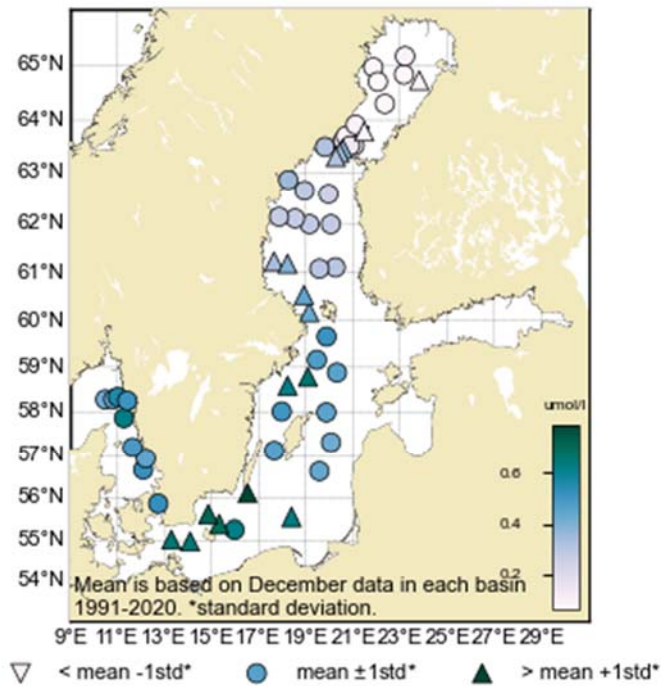 65°N
64°N
63°N
62°N
61°N
60°N
59°N
58°N
57°N
56°N
55°N
54°N
umol/l
0.6
0.4
0.2
Mean is based on December data in each basin
1991-2020. *standard deviation.
9°E 11°E 13°E 15°E 17°E 19°E 21°E 23°E 25°E 27°E 29°E
< mean -1std* mean ±1std* > mean +1std*